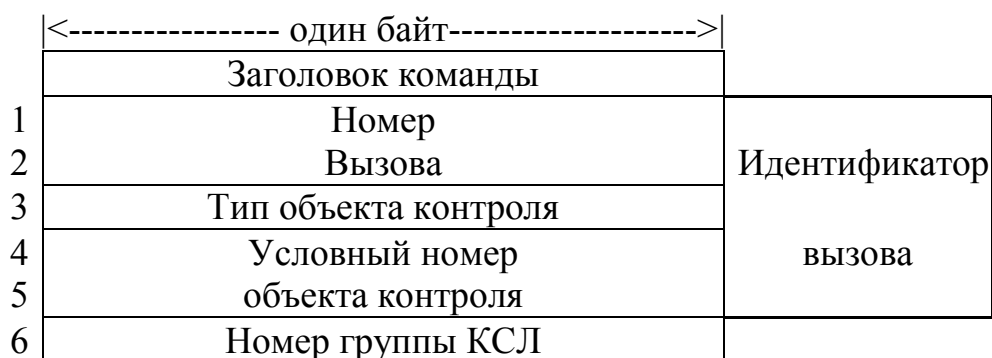 |<----------------- один байт-------------------->|
Заголовок команды
1 Номер
2 Вызова Идентификатор
3 Тип объекта контроля
4 Условный номер вызова
5 объекта контроля
6 Номер группы КСЛ